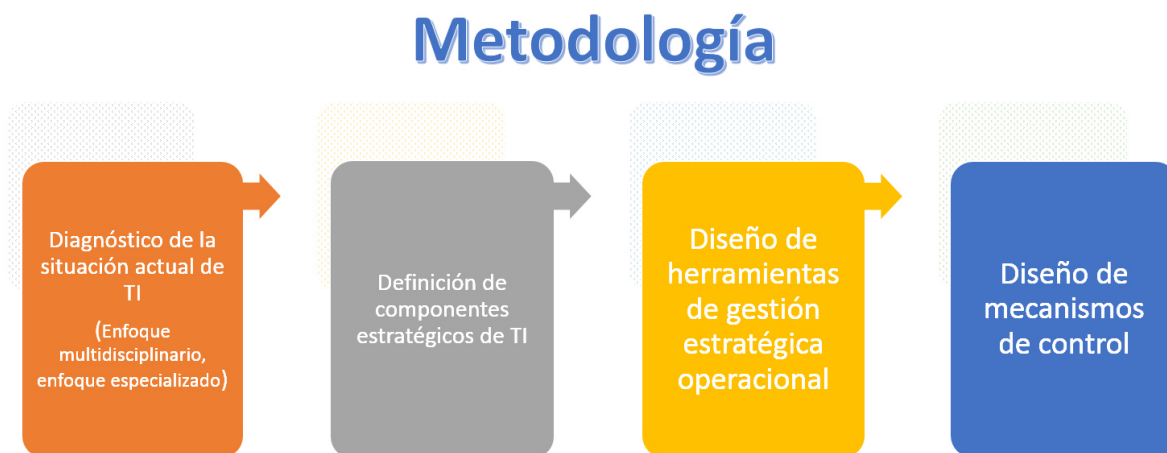 Metodología
Diagnóstico de la
situación actual de
TI
(Enfoque
multidisciplinario,
enfoque especializado)
Definición de
componentes
estratégicos de TI
Diseño de
herramientas
de gestión
estratégica
operacional
Diseño de
mecanismos
de control